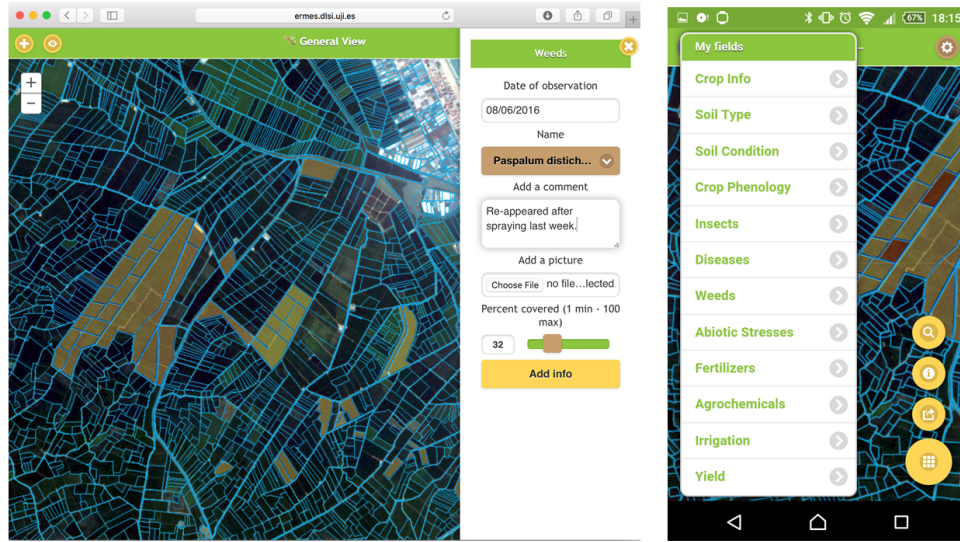 ermes.dlsi.uji.es
General View
+
−
Weeds
Date of observation
08/06/2016
Name
Paspalum distich...
Add a comment
Re-appeared after
spraying last week.
Add a picture
Choose File no file...lected
Percent covered (1 min - 100
max)
32
Add info
67% 18:15
My fields
Crop Info
Soil Type
Soil Condition
Crop Phenology
Insects
Diseases
Weeds
Abiotic Stresses
Fertilizers
Agrochemicals
Irrigation
Yield